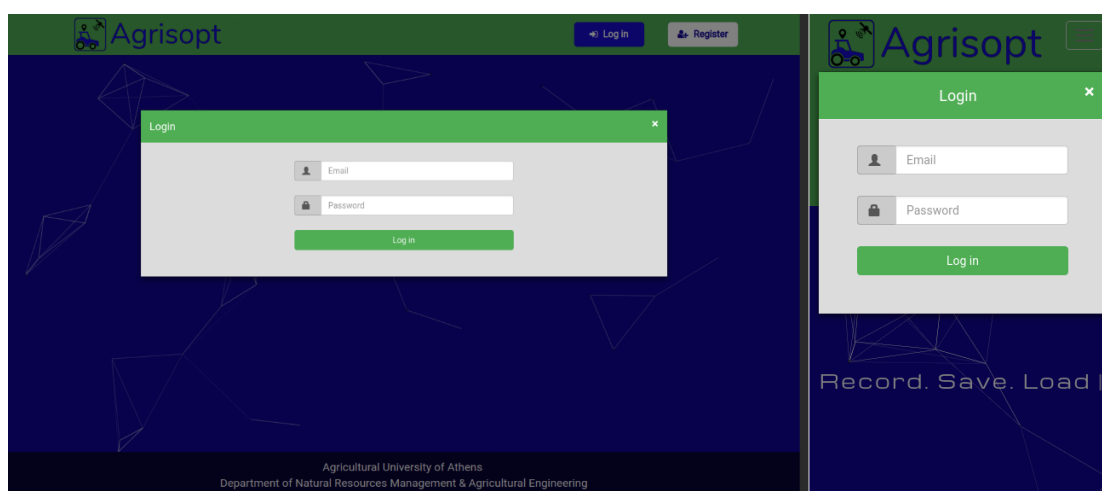 Agrisopt
Log in
Register
Login
×
Email
Password
Log in
Agricultural University of Athens
Department of Natural Resources Management & Agricultural Engineering
Agrisopt
Login
×
Email
Password
Log in
Record. Save. Load |